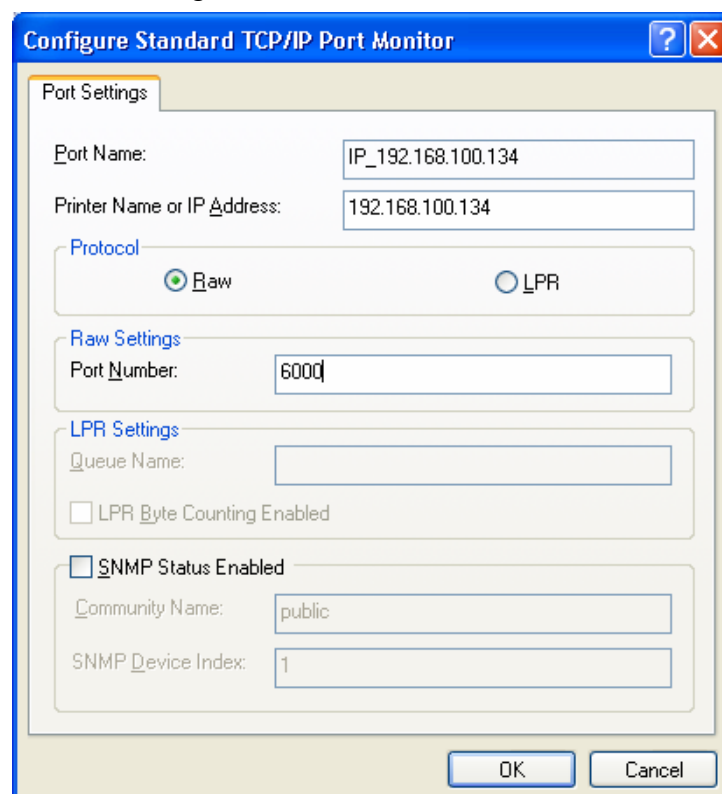 Configure Standard TCP/IP Port Monitor
Port Settings
Port Name: IP_192.168.100.134
Printer Name or IP Address: 192.168.100.134
Protocol
Raw LPR
Raw Settings
Port Number: 6000
LPR Settings
Queue Name:
LPR Byte Counting Enabled
SNMP Status Enabled
Community Name: public
SNMP Device Index: 1
OK Cancel